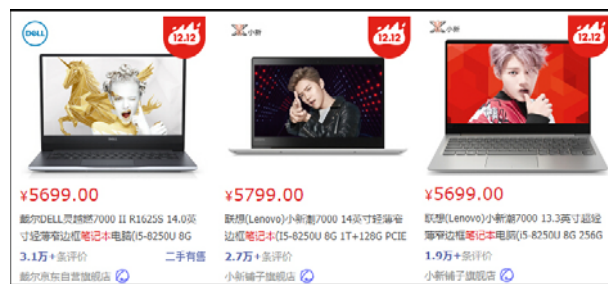 DELL
12.12
¥5699.00
戴尔DELL灵越燃7000 II R1625S 14.0英
寸轻薄窄边框笔记本电脑(i5-8250U 8G
3.1万+条评价
二手有售
戴尔京东自营旗舰店
小新
12.12
¥5799.00
联想(Lenovo)小新潮7000 14英寸轻薄窄
边框笔记本电脑(I5-8250U 8G 1T+128G PCIE
2.7万+条评价
小新铺子旗舰店
小新
12.12
¥5699.00
联想(Lenovo)小新潮7000 13.3英寸超轻
薄窄边框笔记本电脑(i5-8250U 8G 256G
1.9万+条评价
小新铺子旗舰店